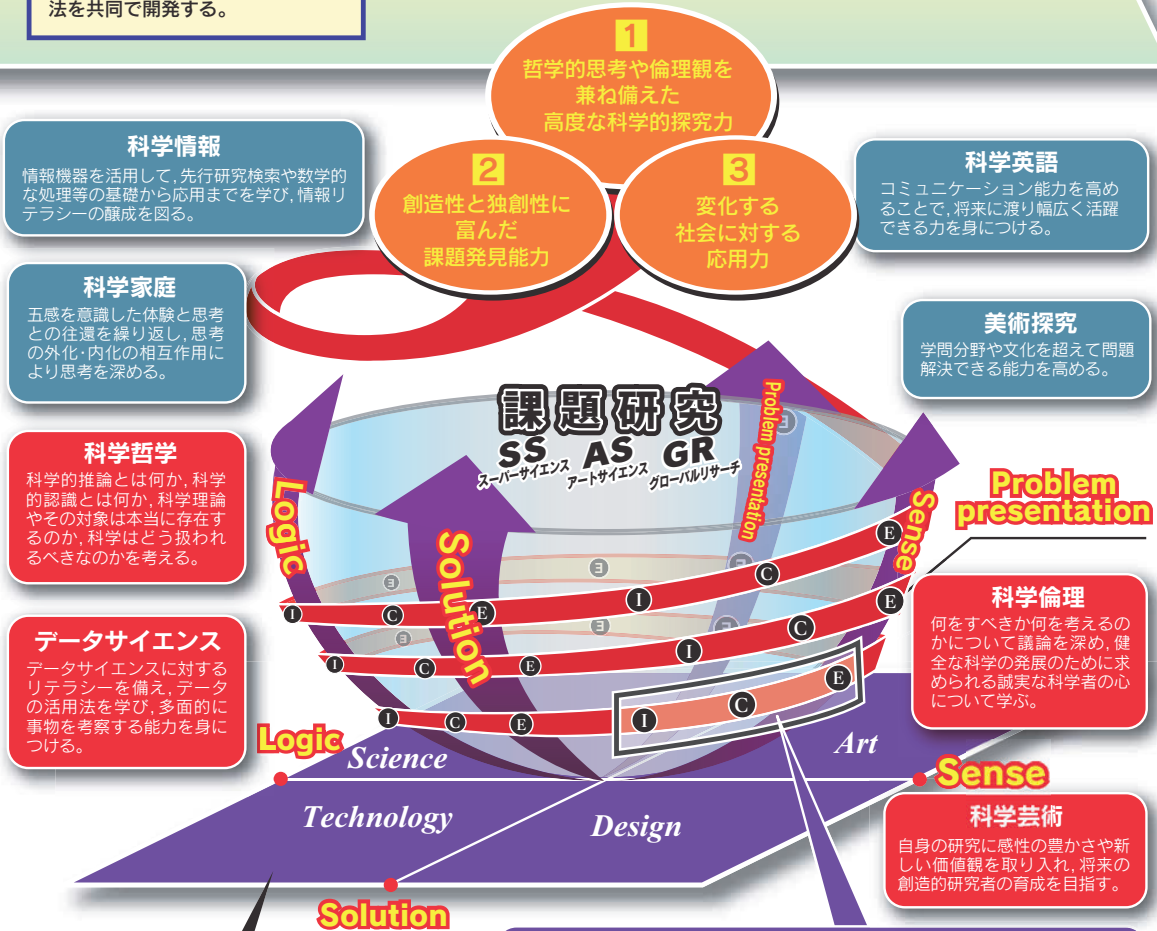 法を共同で開発する。
1
哲学的思考や倫理観を
兼ね備えた
高度な科学的探究力
2
創造性と独創性に
富んだ
課題発見能力
3
変化する
社会に対する
応用力
科学情報
情報機器を活用して,先行研究検索や数学的
な処理等の基礎から応用までを学び,情報リ
テラシーの醸成を図る。
科学英語
コミュニケーション能力を高め
ることで,将来に渡り幅広く活躍
できる力を身につける。
科学家庭
五感を意識した体験と思考
との往還を繰り返し,思考
の外化・内化の相互作用に
より思考を深める。
美術探究
学問分野や文化を超えて問題
解決できる能力を高める。
科学哲学
科学的推論とは何か,科学
的認識とは何か,科学理論
やその対象は本当に存在す
るのか,科学はどう扱われ
るべきなのかを考える。
データサイエンス
データサイエンスに対する
リテラシーを備え,データ
の活用法を学び,多面的に
事物を考察する能力を身に
つける。
課題研究
SS AS GR
スーパーサイエンス アートサイエンス グローバルリサーチ
Logic
Solution
Problem presentation
Sense
Problem
presentation
E
E
I C E I C E
E E E
I C E I C E
E E E
I C E I C E
科学倫理
何をすべきか何を考えるの
かについて議論を深め,健
全な科学の発展のために求
められる誠実な科学者の心
について学ぶ。
Logic
Science
Art
Sense
Technology
Design
Solution
科学芸術
自身の研究に感性の豊かさや新
しい価値観を取り入れ,将来の
創造的研究者の育成を目指す。